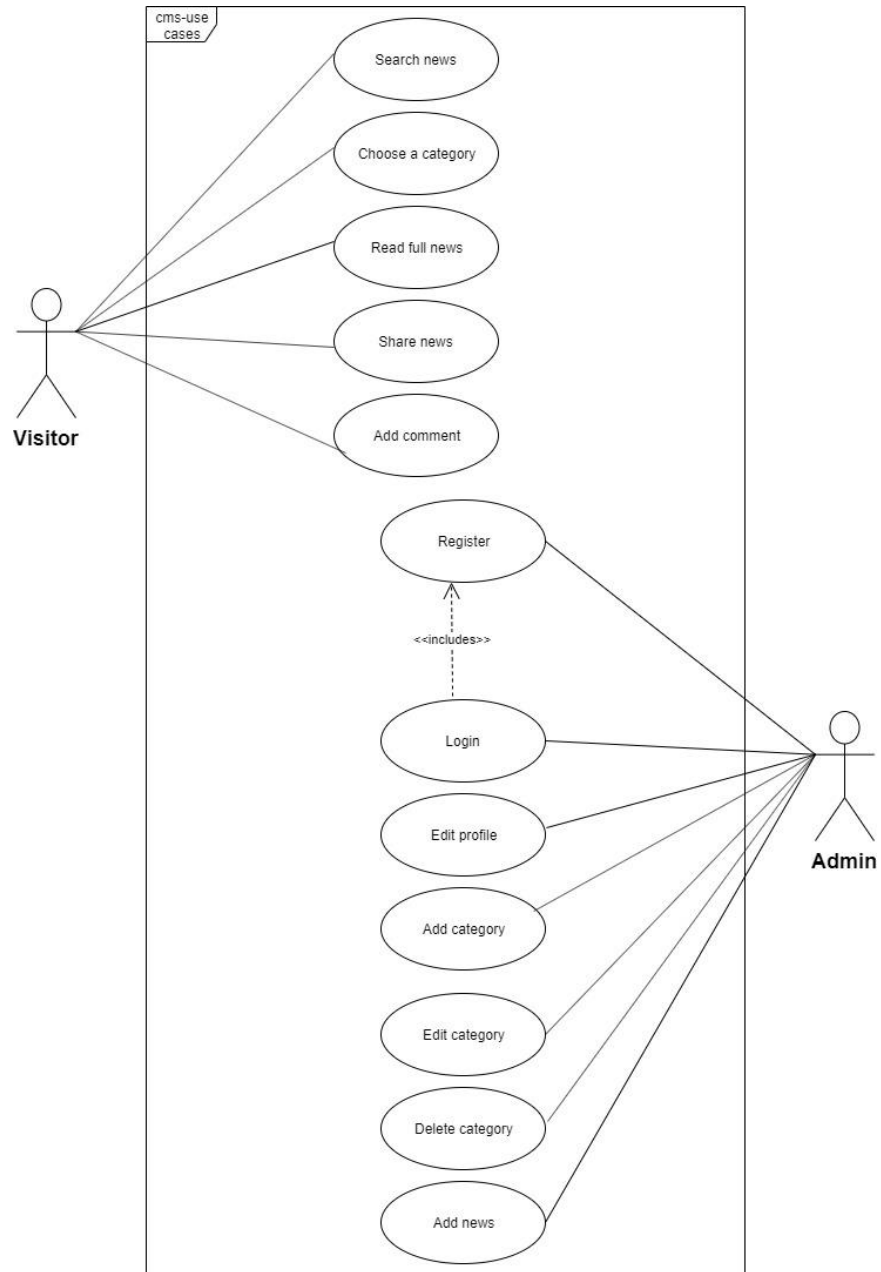 cms-use
cases
Search news
Choose a category
Read full news
Share news
Visitor
Add comment
Register
<<includes>>
Login
Edit profile
Admin
Add category
Edit category
Delete category
Add news